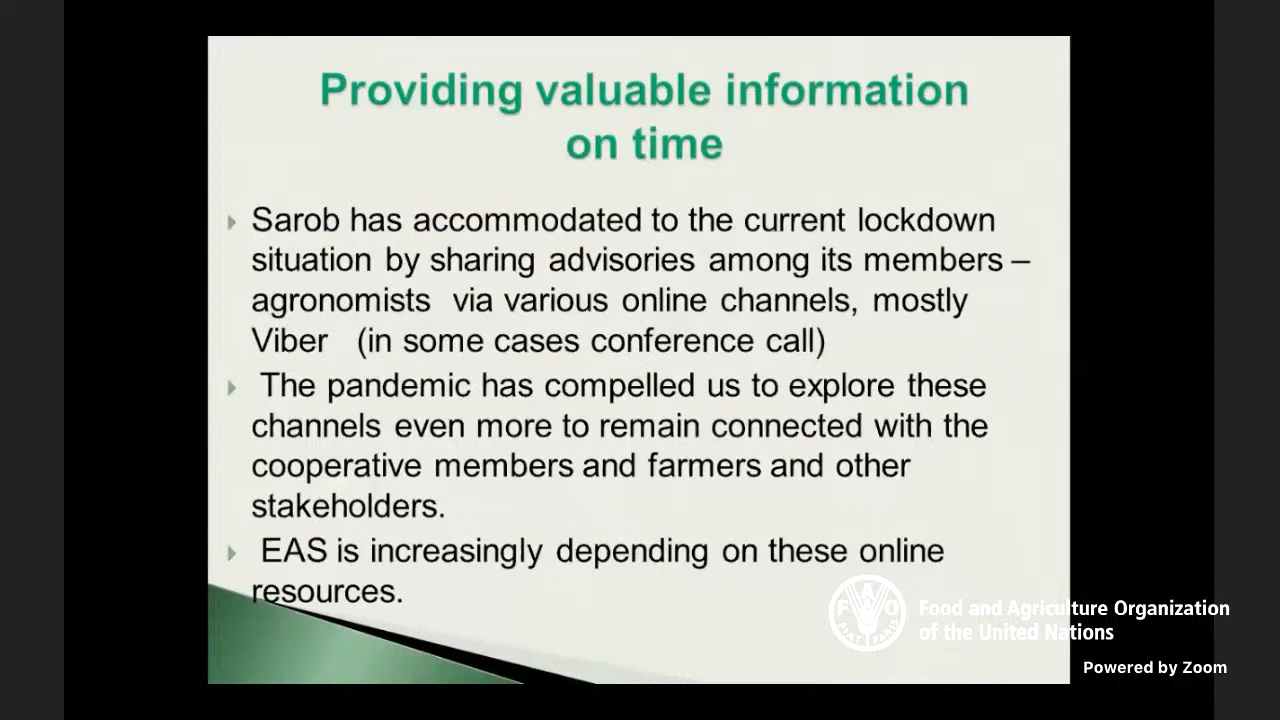 Providing valuable information
on time
Sarob has accommodated to the current lockdown
situation by sharing advisories among its members –
agronomists via various online channels, mostly
Viber (in some cases conference call)
The pandemic has compelled us to explore these
channels even more to remain connected with the
cooperative members and farmers and other
stakeholders.
EAS is increasingly depending on these online
resources.
FAO
FIAT PANIS
Food and Agriculture Organization
of the United Nations
Powered by Zoom